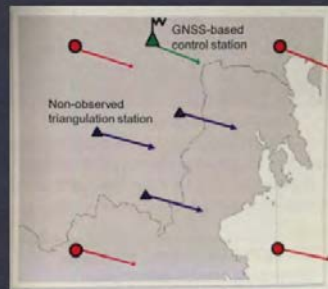 GNSS-based
control station
Non-observed
triangulation station